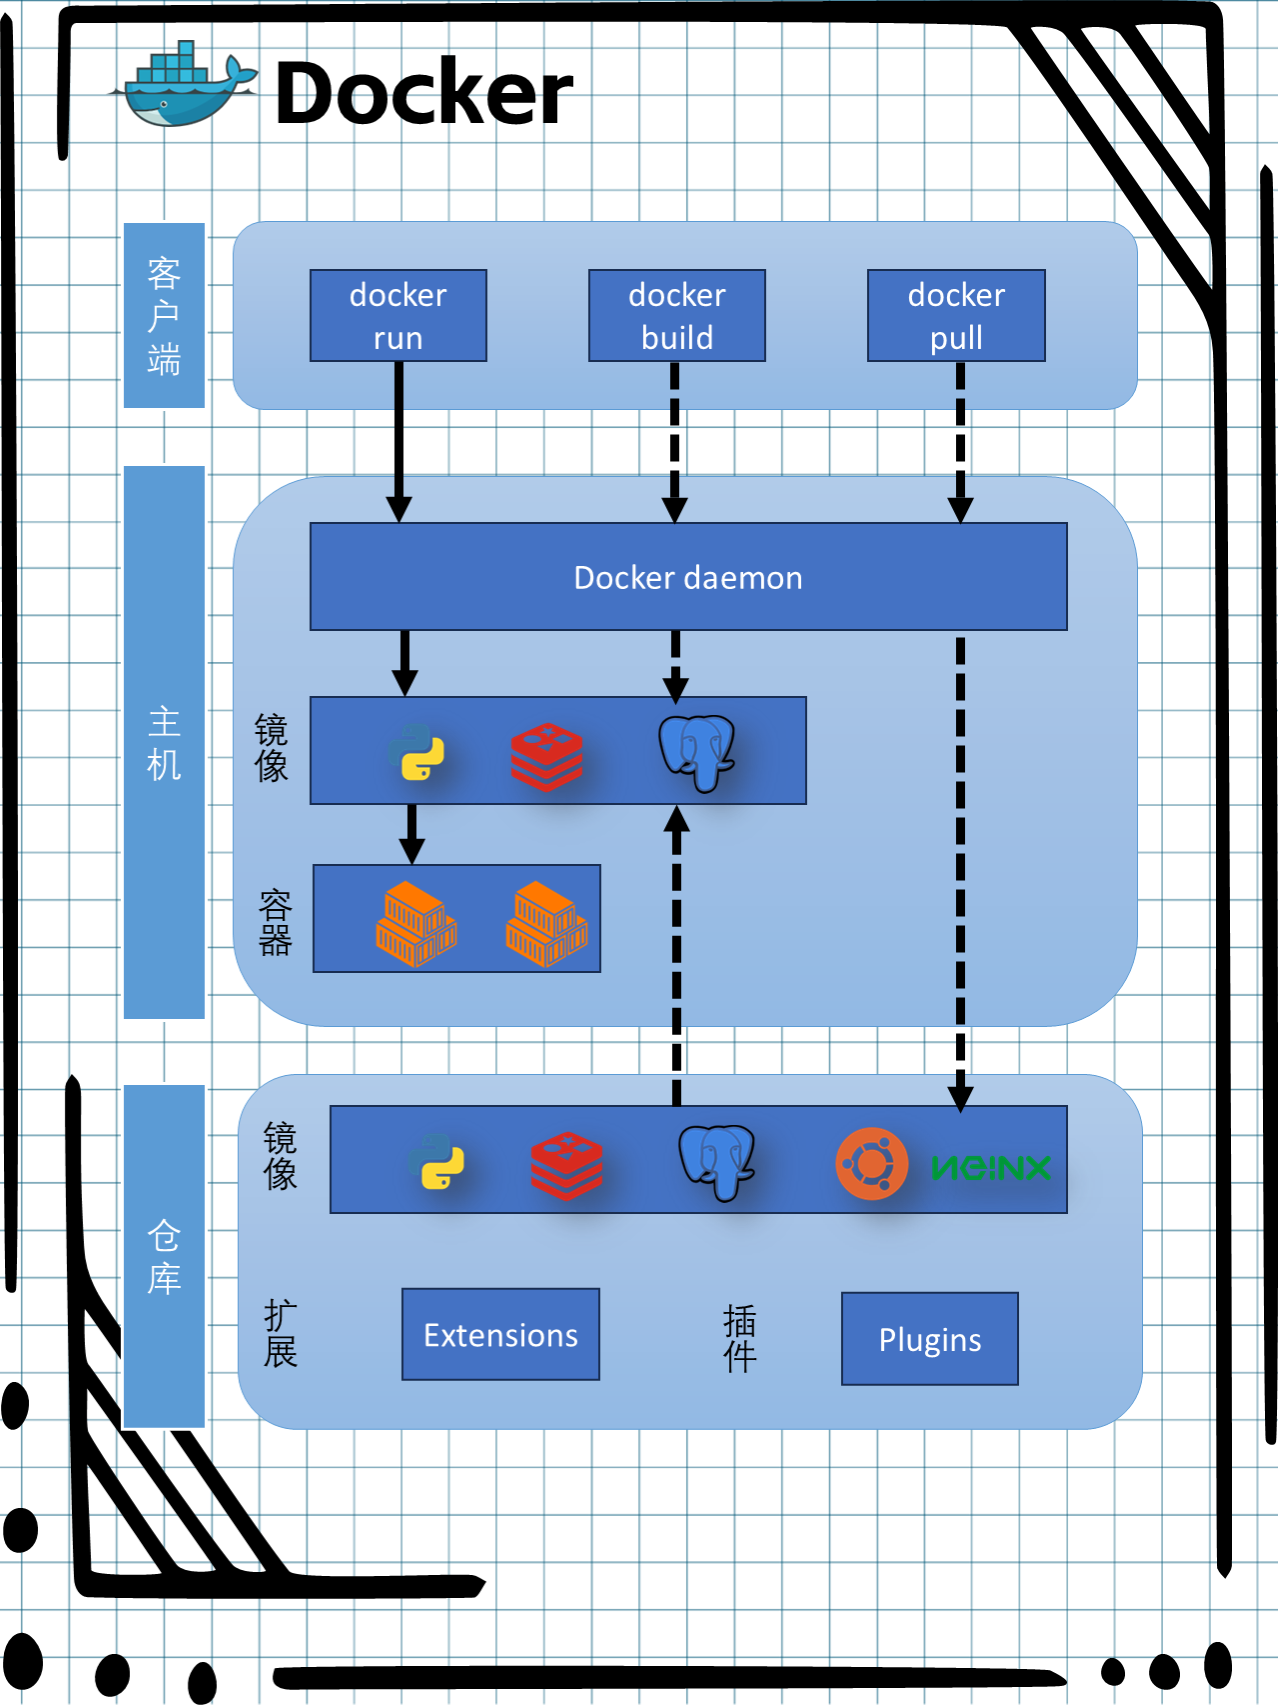 Docker
客户端
docker
run
docker
build
docker
pull
主机
Docker daemon
镜像
容器
仓库
镜像
NGINX
扩展
Extensions
插件
Plugins